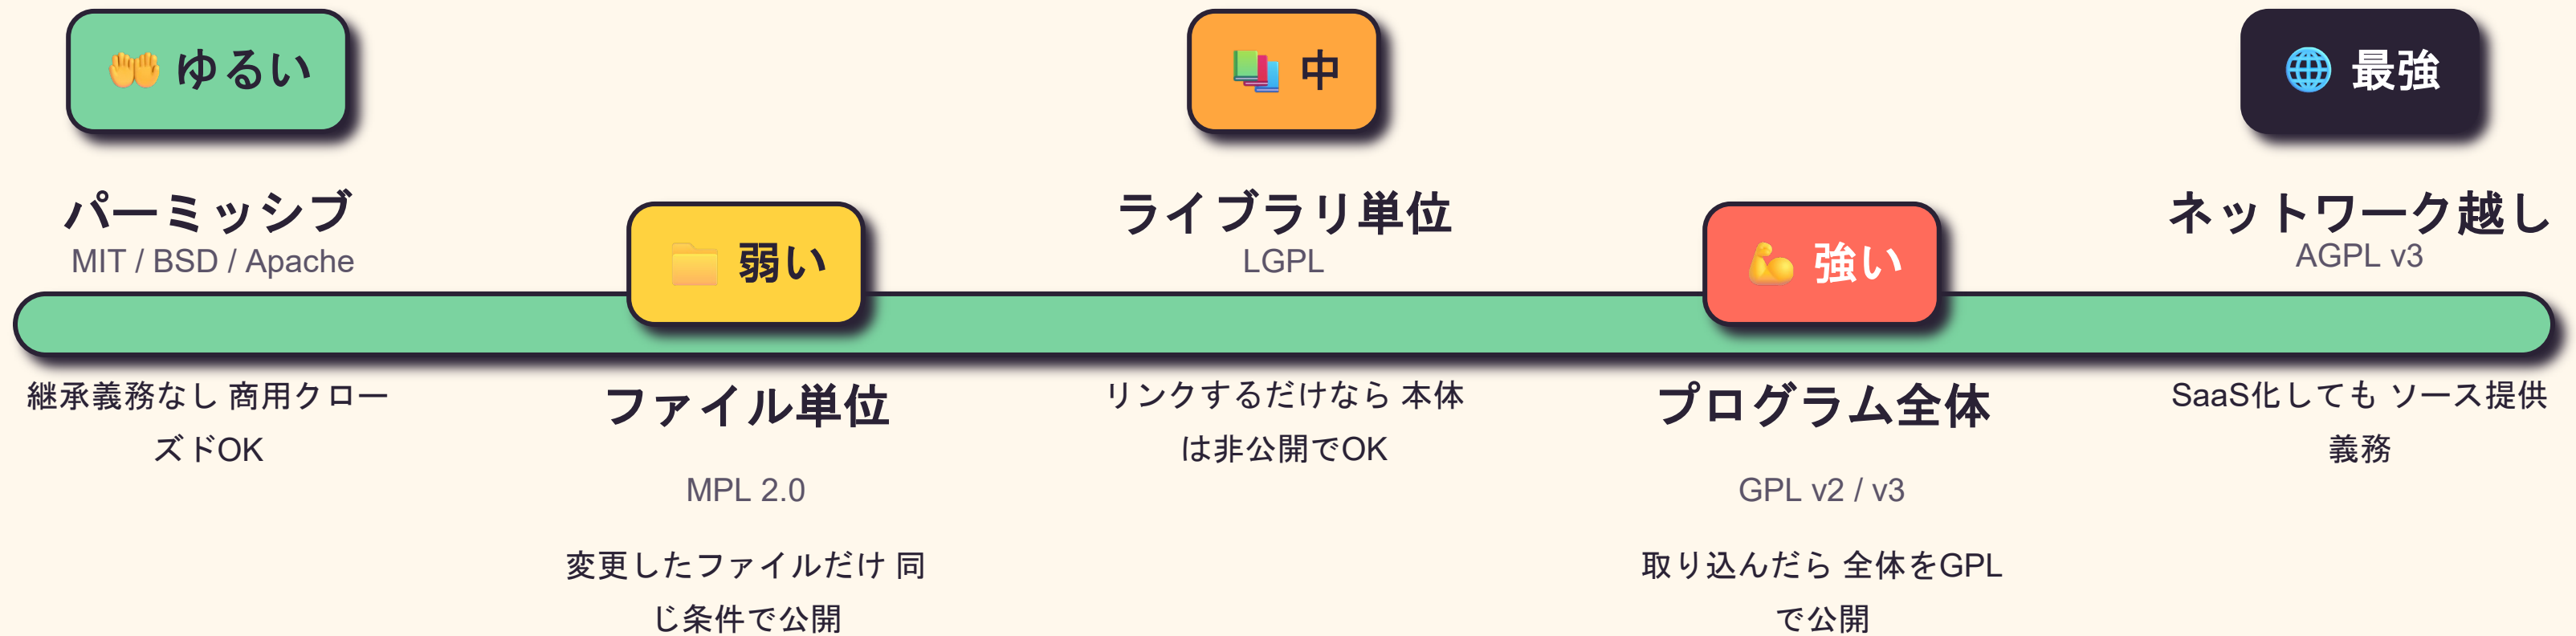 ゆるい
パーミッシブ
MIT / BSD / Apache
継承義務なし 商用クロー
ズドOK
弱い
ファイル単位
MPL 2.0
変更したファイルだけ 同
じ条件で公開
中
ライブラリ単位
LGPL
リンクするだけなら 本体
は非公開でOK
強い
プログラム全体
GPL v2 / v3
取り込んだら 全体をGPL
で公開
最強
ネットワーク越し
AGPL v3
SaaS化しても ソース提供
義務